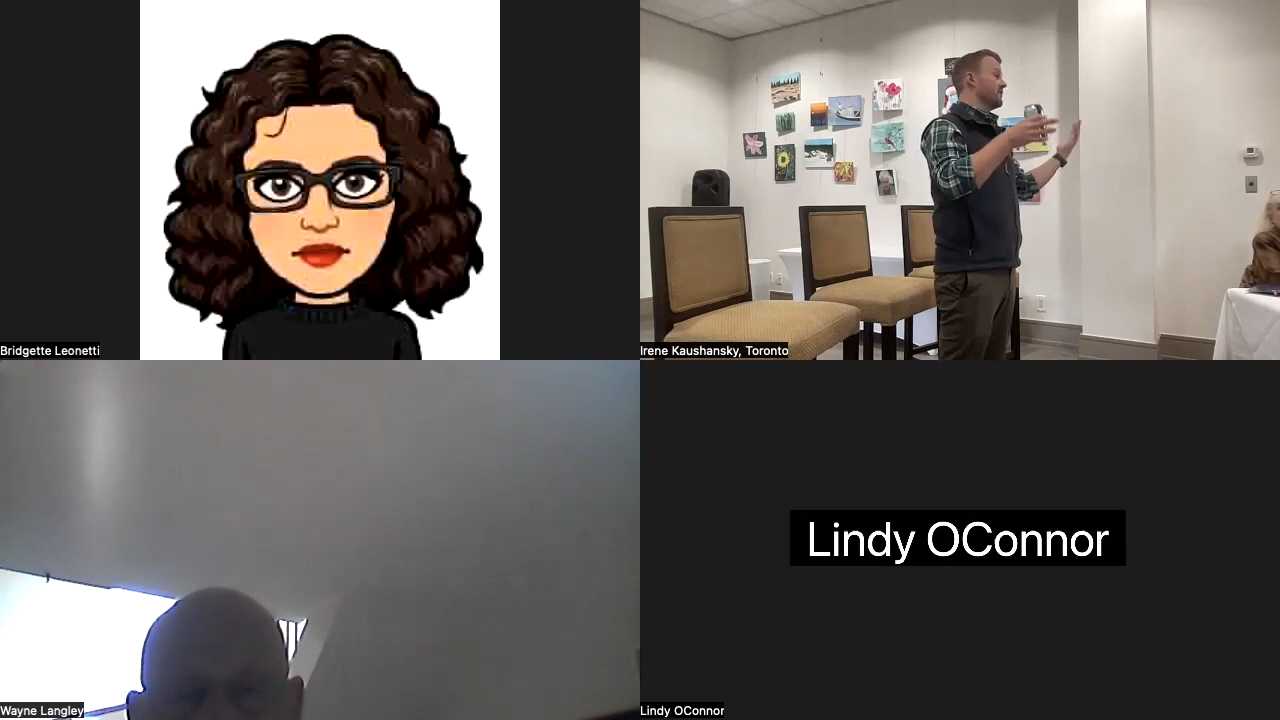 Bridgette Leonetti
Irene Kaushansky, Toronto
Wayne Langley
Lindy OConnor
Lindy OConnor